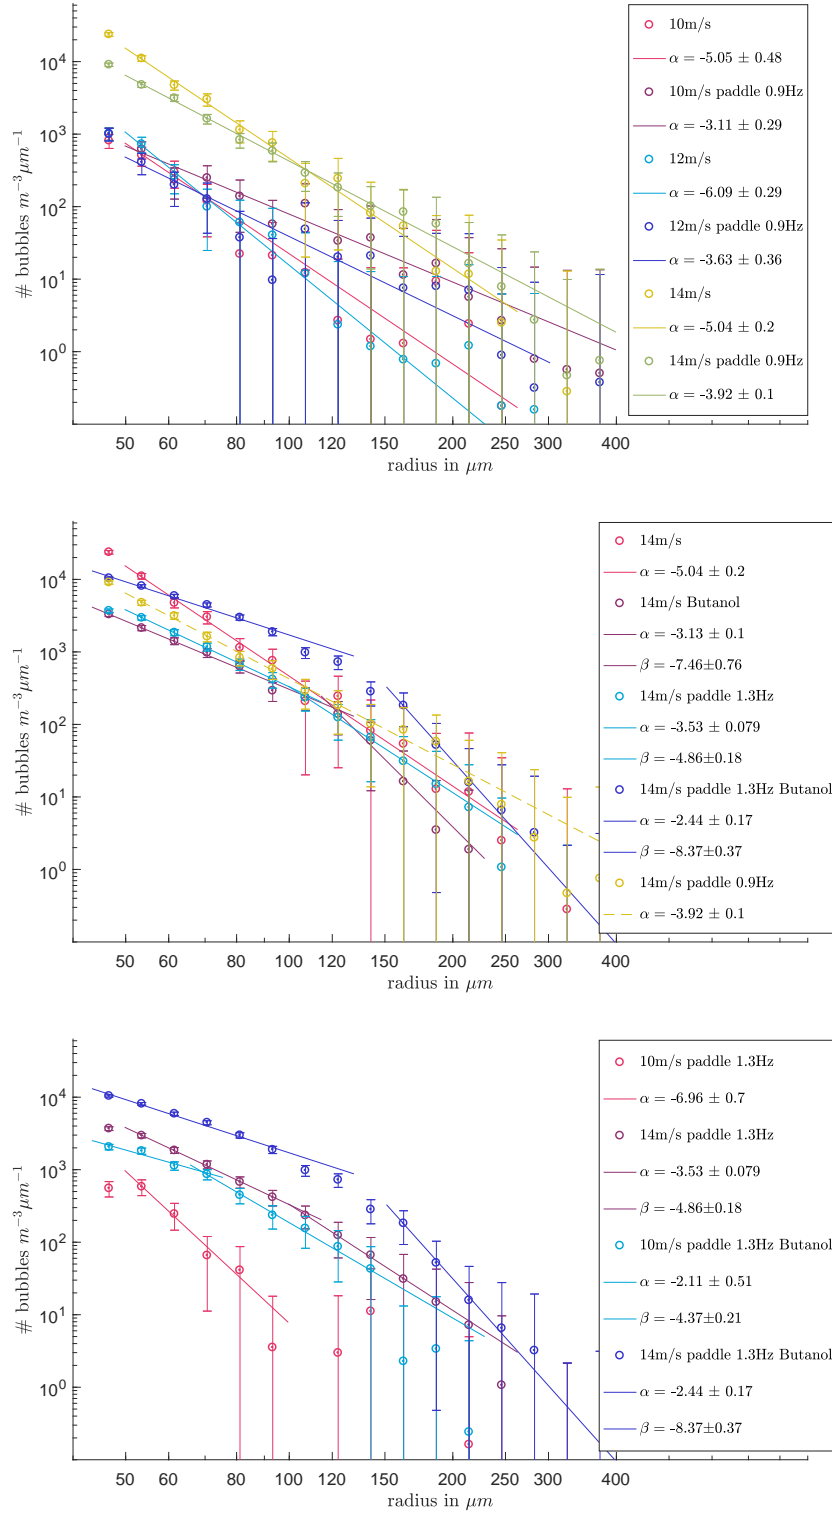 10⁴
10³
10²
10¹
10⁰
# bubbles m⁻³μm⁻¹
50 60 80 100 120 150 200 250 300 400
radius in μm
10m/s
α = -5.05 ± 0.48
10m/s paddle 0.9Hz
α = -3.11 ± 0.29
12m/s
α = -6.09 ± 0.29
12m/s paddle 0.9Hz
α = -3.63 ± 0.36
14m/s
α = -5.04 ± 0.2
14m/s paddle 0.9Hz
α = -3.92 ± 0.1
10⁴
10³
10²
10¹
10⁰
# bubbles m⁻³μm⁻¹
50 60 80 100 120 150 200 250 300 400
radius in μm
14m/s
α = -5.04 ± 0.2
14m/s Butanol
α = -3.13 ± 0.1
β = -7.46±0.76
14m/s paddle 1.3Hz
α = -3.53 ± 0.079
β = -4.86±0.18
14m/s paddle 1.3Hz Butanol
α = -2.44 ± 0.17
β = -8.37±0.37
14m/s paddle 0.9Hz
α = -3.92 ± 0.1
10⁴
10³
10²
10¹
10⁰
# bubbles m⁻³μm⁻¹
50 60 80 100 120 150 200 250 300 400
radius in μm
10m/s paddle 1.3Hz
α = -6.96 ± 0.7
14m/s paddle 1.3Hz
α = -3.53 ± 0.079
β = -4.86±0.18
10m/s paddle 1.3Hz Butanol
α = -2.11 ± 0.51
β = -4.37±0.21
14m/s paddle 1.3Hz Butanol
α = -2.44 ± 0.17
β = -8.37±0.37